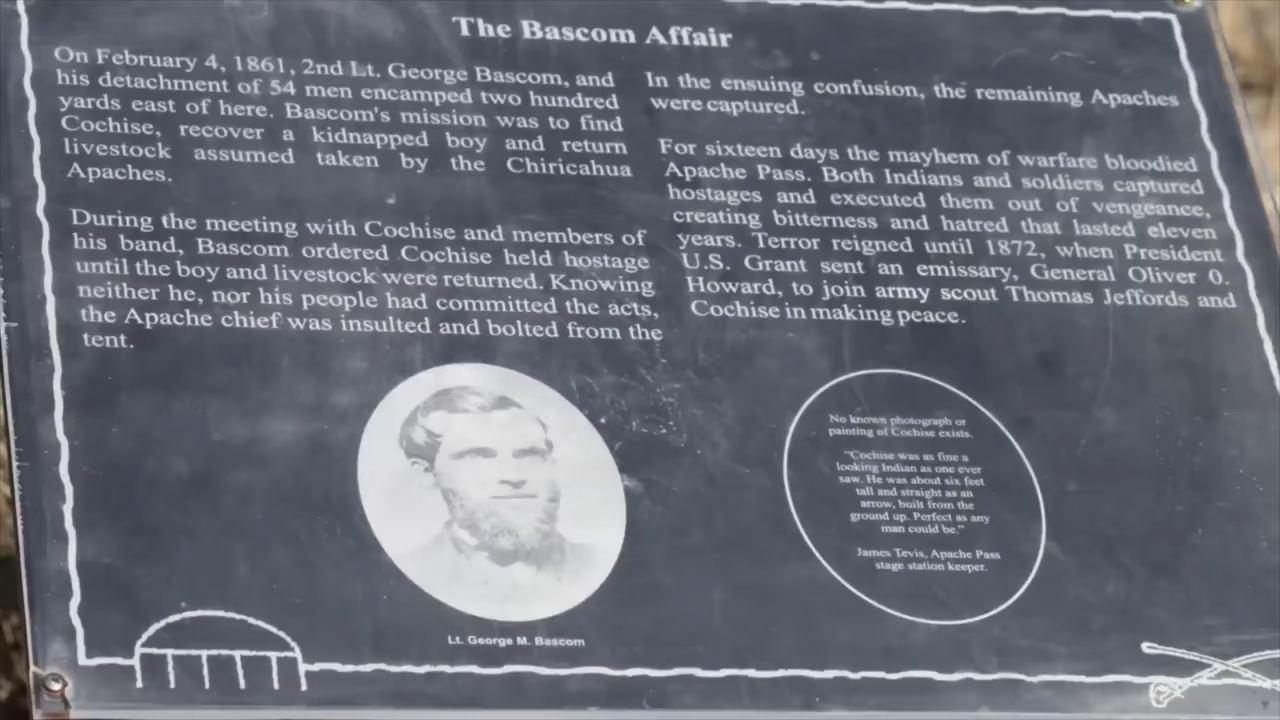 The Bascom Affair
On February 4, 1861, 2nd Lt. George Bascom, and
his detachment of 54 men encamped two hundred
yards east of here. Bascom's mission was to find
Cochise, recover a kidnapped boy and return
livestock assumed taken by the Chiricahua
Apaches.
During the meeting with Cochise and members of
his band, Bascom ordered Cochise held hostage
until the boy and livestock were returned. Knowing
neither he, nor his people had committed the acts,
the Apache chief was insulted and bolted from the
tent.
In the ensuing confusion, the remaining Apaches
were captured.
For sixteen days the mayhem of warfare bloodied
Apache Pass. Both Indians and soldiers captured
hostages and executed them out of vengeance,
creating bitterness and hatred that lasted eleven
years. Terror reigned until 1872, when President
U.S. Grant sent an emissary, General Oliver 0.
Howard, to join army scout Thomas Jeffords and
Cochise in making peace.
Lt. George M. Bascom
No known photograph or
painting of Cochise exists.
"Cochise was as fine a
looking Indian as one ever
saw. He was about six feet
tall and straight as an
arrow, built from the
ground up. Perfect as any
man could be."
James Tevis, Apache Pass
stage station keeper.